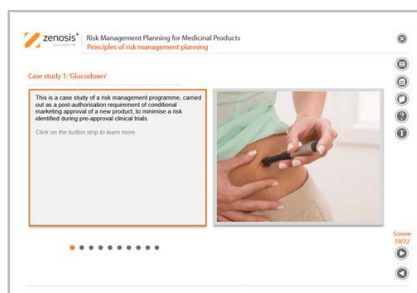 zenosis
Risk Management Planning for Medicinal Products
Principles of risk management planning
Case study 1: 'Glucodown'
This is a case study of a risk management programme, carried
out as a post-authorisation requirement of conditional
marketing approval of a new product, to minimise a risk
identified during pre-approval clinical trials.
Click on the button strip to learn more.
Screen
19/22